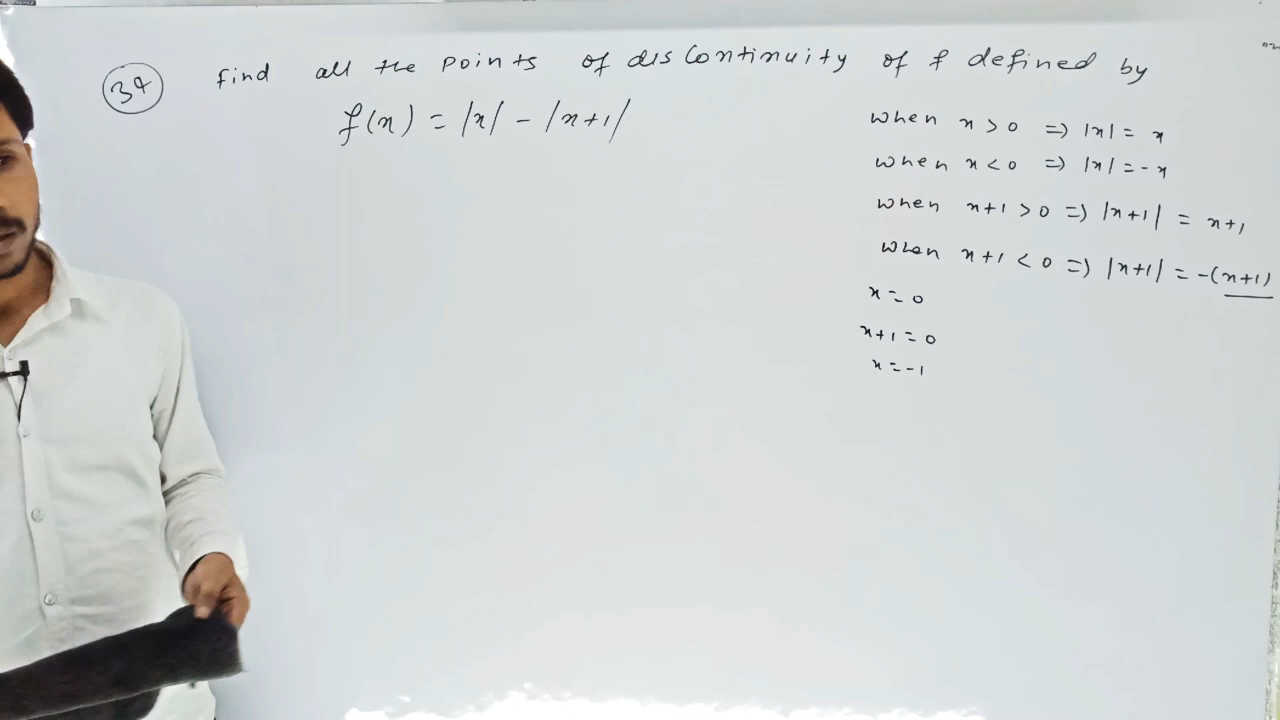 34 find all the points of discontinuity of f defined by
f(x) = |x| - |x+1|
when x > 0 => |x| = x
when x < 0 => |x| = -x
when x+1 > 0 => |x+1| = x+1
when x+1 < 0 => |x+1| = -(x+1)
x = 0
x+1 = 0
x = -1